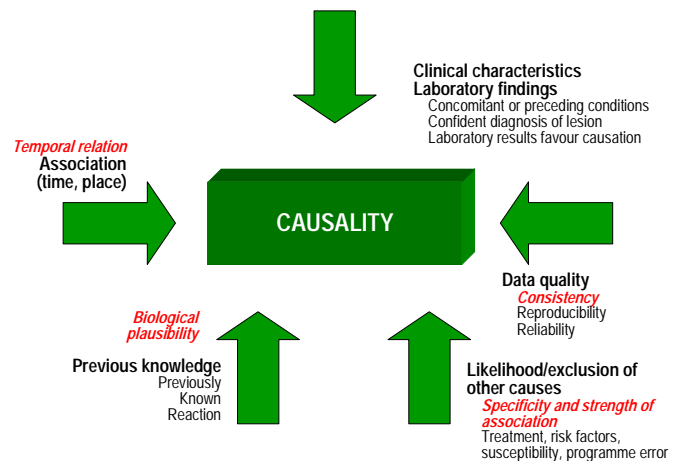 Clinical characteristics
Laboratory findings
Concomitant or preceding conditions
Confident diagnosis of lesion
Laboratory results favour causation
Temporal relation
Association
(time, place)
CAUSALITY
Data quality
Consistency
Reproducibility
Reliability
Biological
plausibility
Previous knowledge
Previously
Known
Reaction
Likelihood/exclusion of
other causes
Specificity and strength of
association
Treatment, risk factors,
susceptibility, programme error